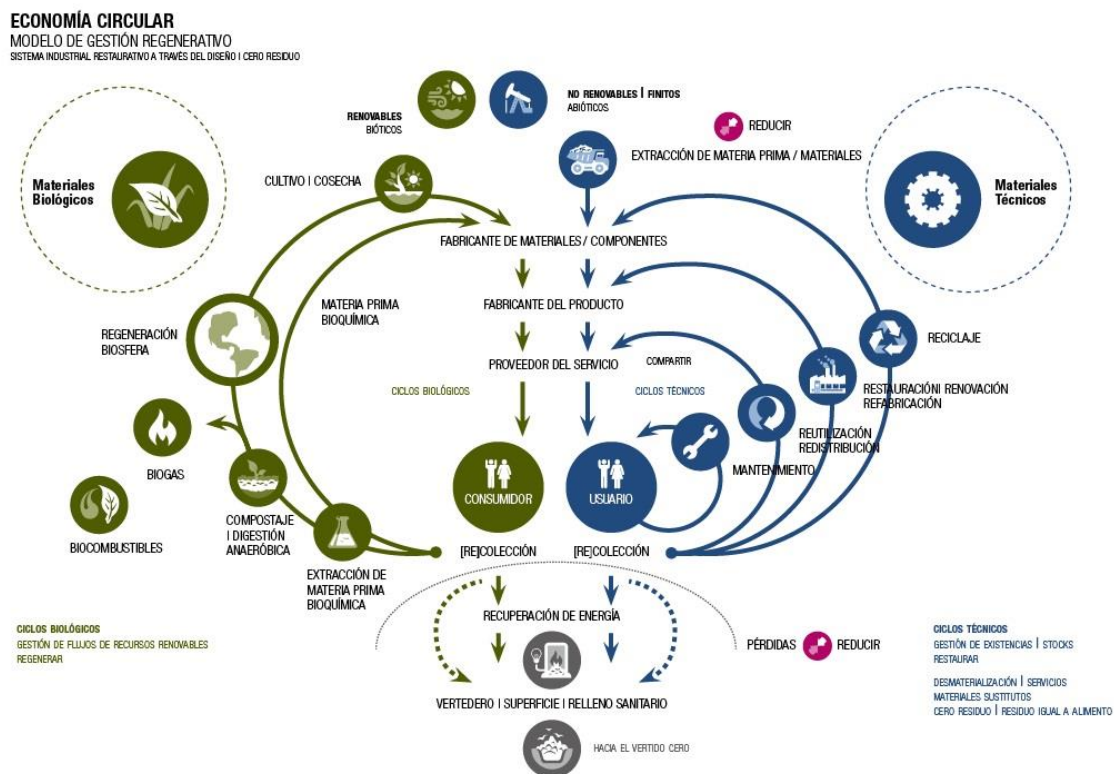 ECONOMÍA CIRCULAR
MODELO DE GESTIÓN REGENERATIVO
SISTEMA INDUSTRIAL RESTAURATIVO A TRAVÉS DEL DISEÑO | CERO RESIDUO
RENOVABLES
BIÓTICOS
NO RENOVABLES | FINITOS
ABIÓTICOS
REDUCIR
EXTRACCIÓN DE MATERIA PRIMA / MATERIALES
Materiales
Biológicos
CULTIVO | COSECHA
Materiales
Técnicos
FABRICANTE DE MATERIALES / COMPONENTES
MATERIA PRIMA
BIOQUÍMICA
FABRICANTE DEL PRODUCTO
REGENERACIÓN
BIOSFERA
RECICLAJE
PROVEEDOR DEL SERVICIO
COMPARTIR
CICLOS BIOLÓGICOS
CICLOS TÉCNICOS
RESTAURACIÓN| RENOVACIÓN
REFABRICACIÓN
REUTILIZACIÓN
REDISTRIBUCIÓN
MANTENIMIENTO
BIOGAS
CONSUMIDOR
USUARIO
COMPOSTAJE
| DIGESTIÓN
ANAERÓBICA
BIOCOMBUSTIBLES
[RE]COLECCIÓN
[RE]COLECCIÓN
EXTRACCIÓN DE
MATERIA PRIMA
BIOQUÍMICA
RECUPERACIÓN DE ENERGÍA
CICLOS BIOLÓGICOS
GESTIÓN DE FLUJOS DE RECURSOS RENOVABLES
REGENERAR
PÉRDIDAS
REDUCIR
CICLOS TÈCNICOS
GESTIÓN DE EXISTENCIAS | STOCKS
RESTAURAR
DESMATERIALIZACIÓN | SERVICIOS
MATERIALES SUSTITUTOS
CERO RESIDUO | RESIDUO IGUAL A ALIMENTO
VERTEDERO | SUPERFICIE | RELLENO SANITARIO
HACIA EL VERTIDO CERO